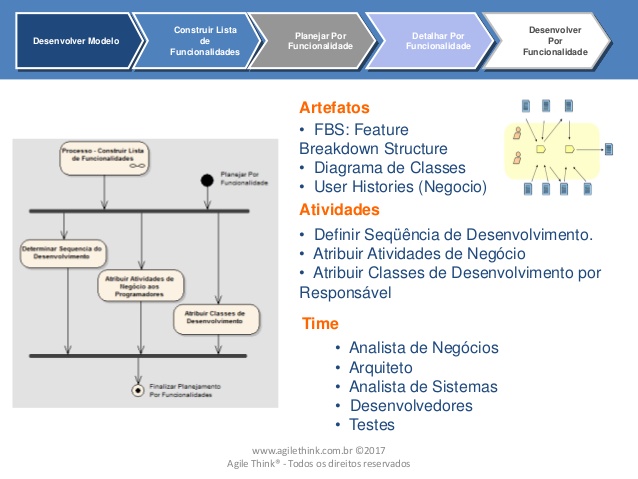 Desenvolver Modelo
Construir Lista
de
Funcionalidades
Planejar Por
Funcionalidade
Detalhar Por
Funcionalidade
Desenvolver
Por
Funcionalidade
Processo - Construir Lista
de Funcionalidades
Planejar Por
Funcionalidade
Determinar Sequencia do
Desenvolvimento
Atribuir Atividades de
Negócio aos
Programadores
Atribuir Classes de
Desenvolvimento
Finalizar Planejamento
Por Funcionalidades
Artefatos
• FBS: Feature
Breakdown Structure
• Diagrama de Classes
• User Histories (Negocio)
Atividades
• Definir Seqüência de Desenvolvimento.
• Atribuir Atividades de Negócio
• Atribuir Classes de Desenvolvimento por
Responsável
Time
• Analista de Negócios
• Arquiteto
• Analista de Sistemas
• Desenvolvedores
• Testes
www.agilethink.com.br ©2017
Agile Think® - Todos os direitos reservados